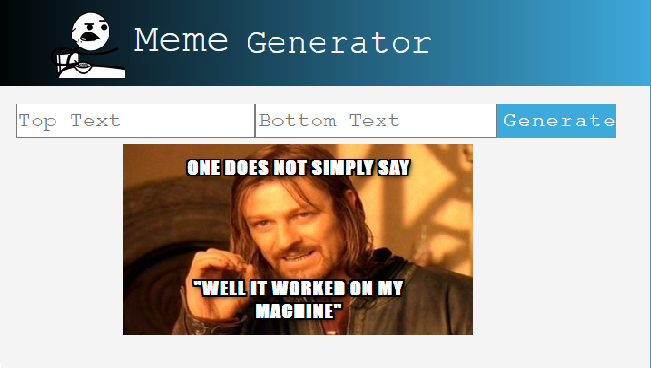 Meme Generator
Top Text Bottom Text Generate
ONE DOES NOT SIMPLY SAY
"WELL IT WORKED ON MY
MACHINE"